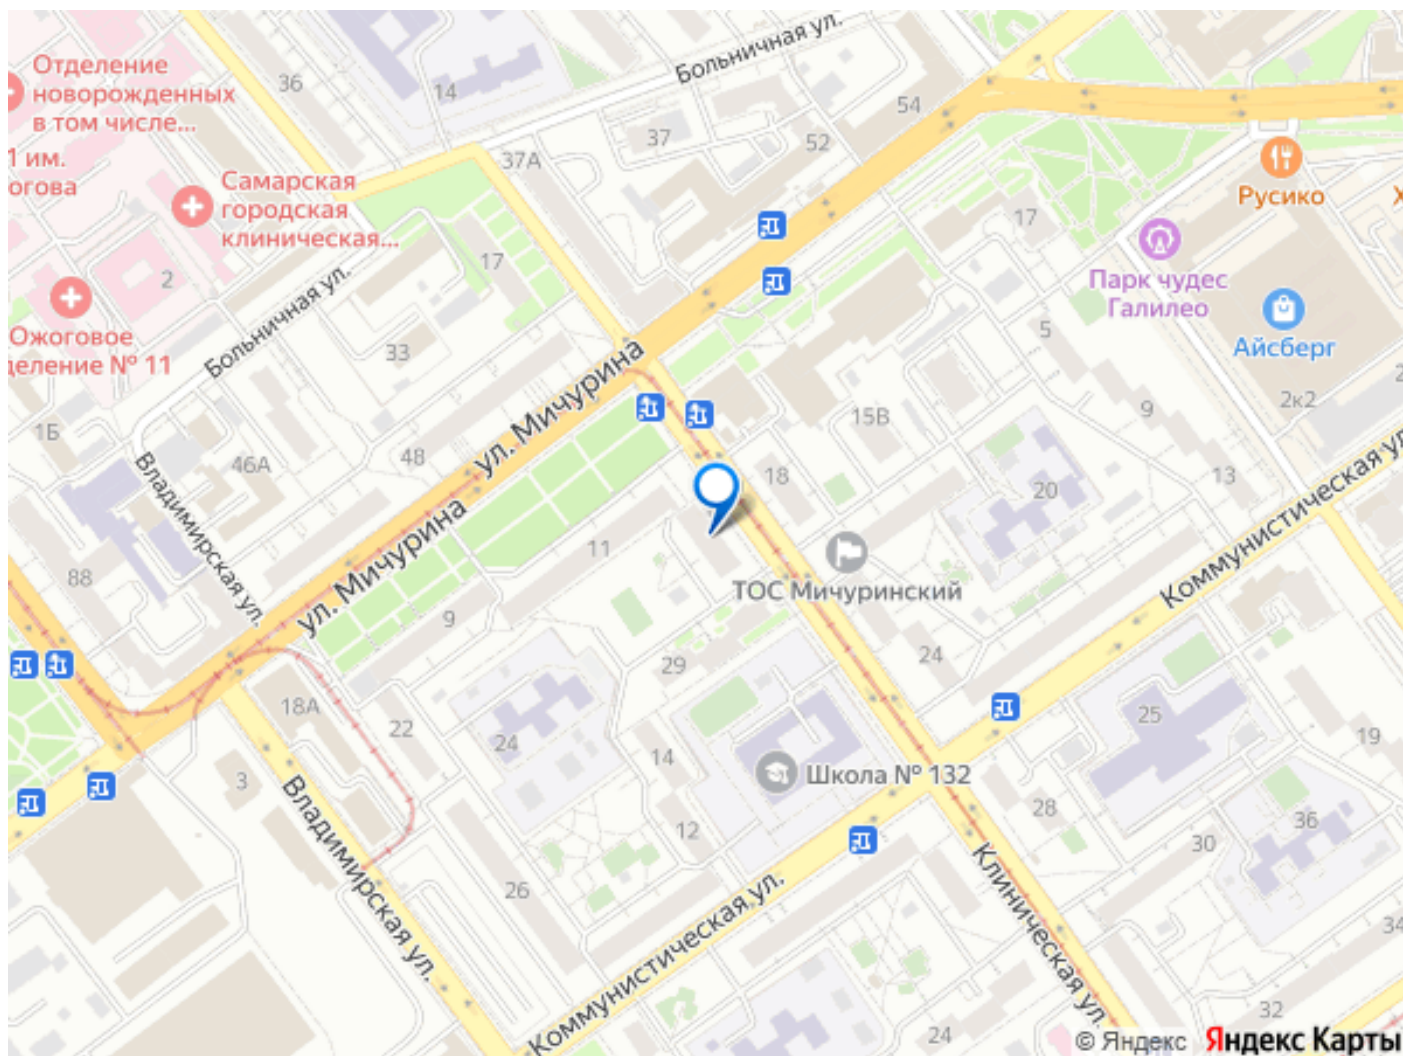 Больничная ул.
Отделение
новорожденных
в том числе...
36
14
54
37
52
37А
1 им.
огова
Самарская
городская
клиническая...
Русико
Х
17
17
2
Парк чудес
Галилео
Ожоговое
деление № 11
Больничная ул.
33
5
Айсберг
ул. Мичурина
2к2
2
9
15В
1Б
46А
48
18
13
20
Владимирская ул.
ул. Мичурина
11
Коммунистическая ул
ТОС Мичуринский
88
9
29
24
18А
22
24
14
25
19
3
Школа № 132
Владимирская ул.
12
28
36
30
26
Клиническая ул.
Коммунистическая ул.
34
32
24
© Яндекс Яндекс Карты